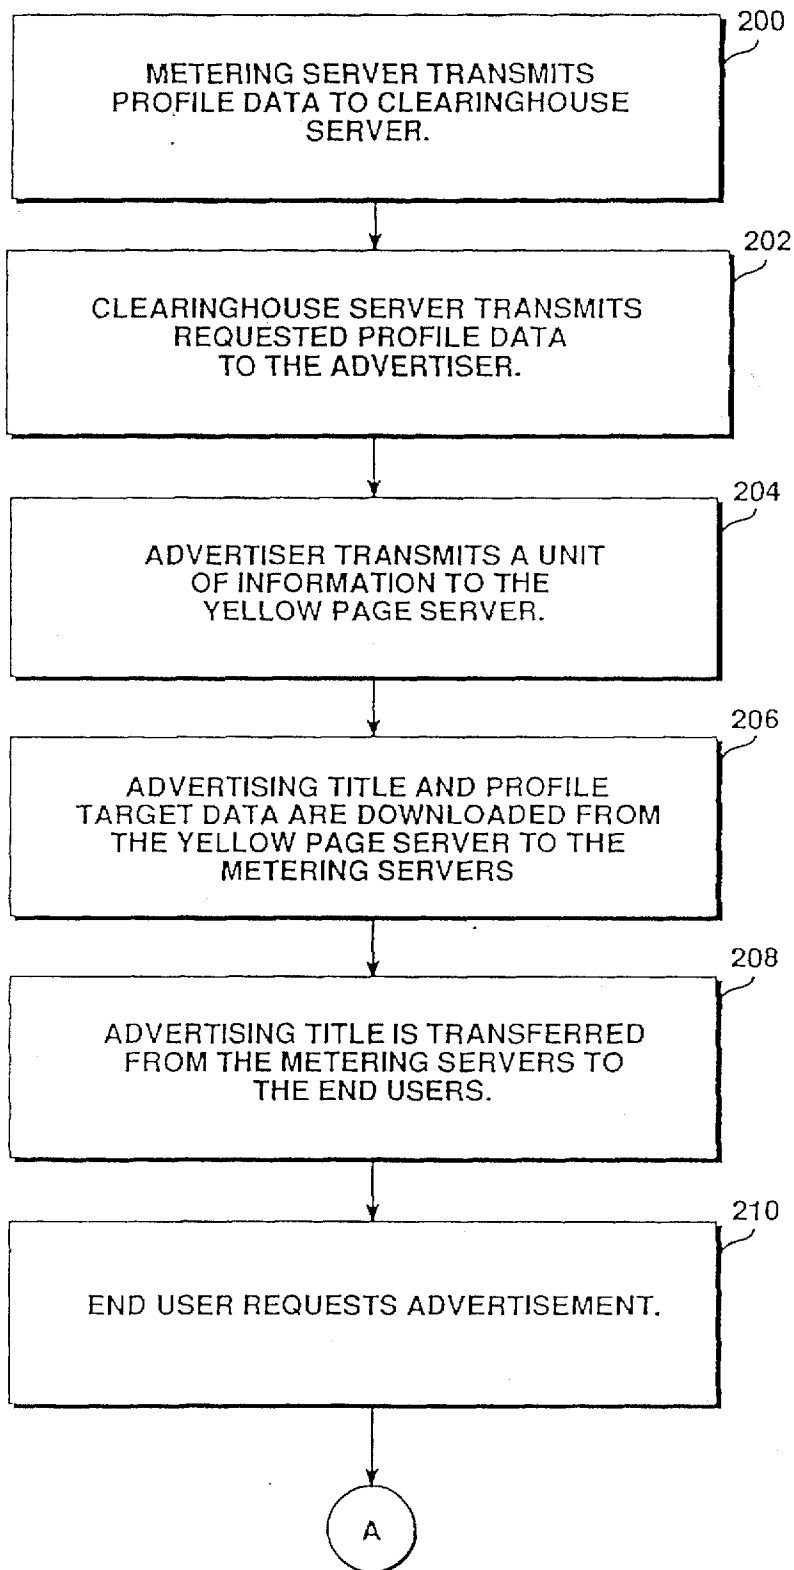 200
METERING SERVER TRANSMITS
PROFILE DATA TO CLEARINGHOUSE
SERVER.
202
CLEARINGHOUSE SERVER TRANSMITS
REQUESTED PROFILE DATA
TO THE ADVERTISER.
204
ADVERTISER TRANSMITS A UNIT
OF INFORMATION TO THE
YELLOW PAGE SERVER.
206
ADVERTISING TITLE AND PROFILE
TARGET DATA ARE DOWNLOADED FROM
THE YELLOW PAGE SERVER TO THE
METERING SERVERS
208
ADVERTISING TITLE IS TRANSFERRED
FROM THE METERING SERVERS TO
THE END USERS.
210
END USER REQUESTS ADVERTISEMENT.
A